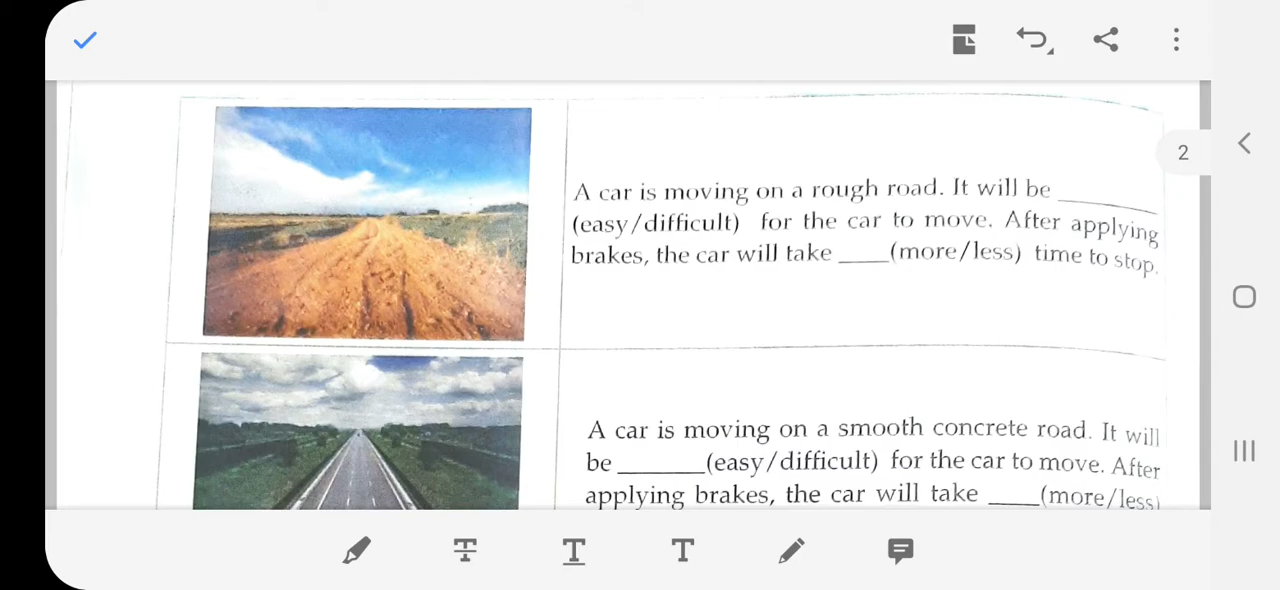 2
A car is moving on a rough road. It will be ________
(easy/difficult) for the car to move. After applying
brakes, the car will take ____(more/less) time to stop.
A car is moving on a smooth concrete road. It will
be _______(easy/difficult) for the car to move. After
applying brakes, the car will take ____(more/less)